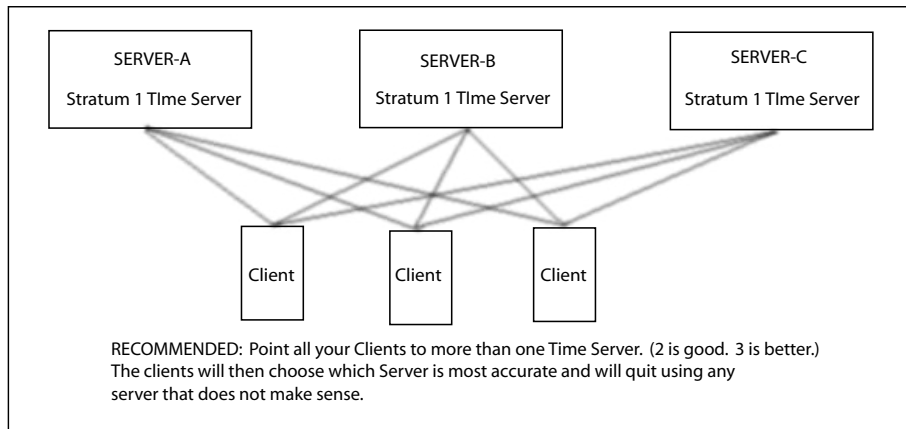 SERVER-A
Stratum 1 TIme Server
SERVER-B
Stratum 1 TIme Server
SERVER-C
Stratum 1 TIme Server
Client
Client
Client
RECOMMENDED: Point all your Clients to more than one Time Server. (2 is good. 3 is better.)
The clients will then choose which Server is most accurate and will quit using any
server that does not make sense.